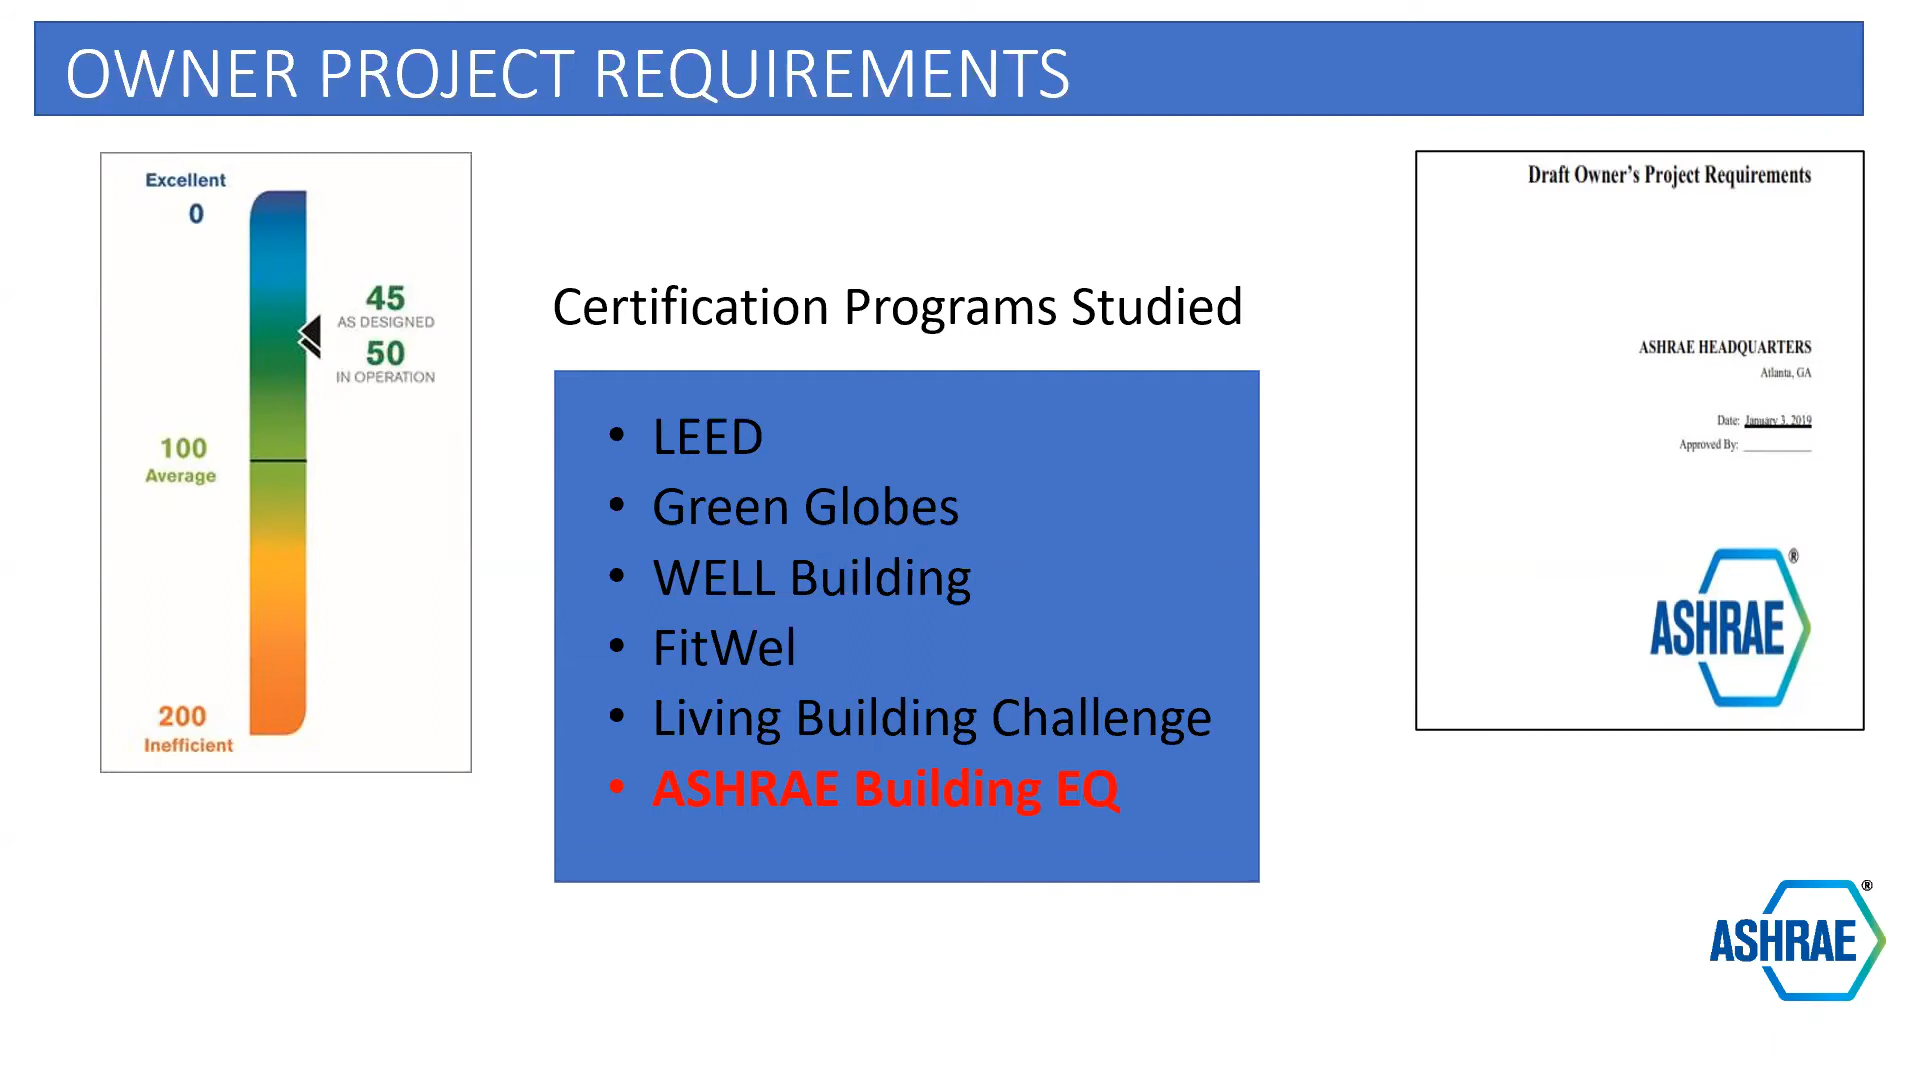 OWNER PROJECT REQUIREMENTS
Excellent
0
45
AS DESIGNED
50
IN OPERATION
100
Average
200
Inefficient
Certification Programs Studied
• LEED
• Green Globes
• WELL Building
• FitWel
• Living Building Challenge
• ASHRAE Building EQ
Draft Owner's Project Requirements
ASHRAE HEADQUARTERS
Atlanta, GA
Date: January 3, 2019
Approved By: ____________
ASHRAE®
ASHRAE®